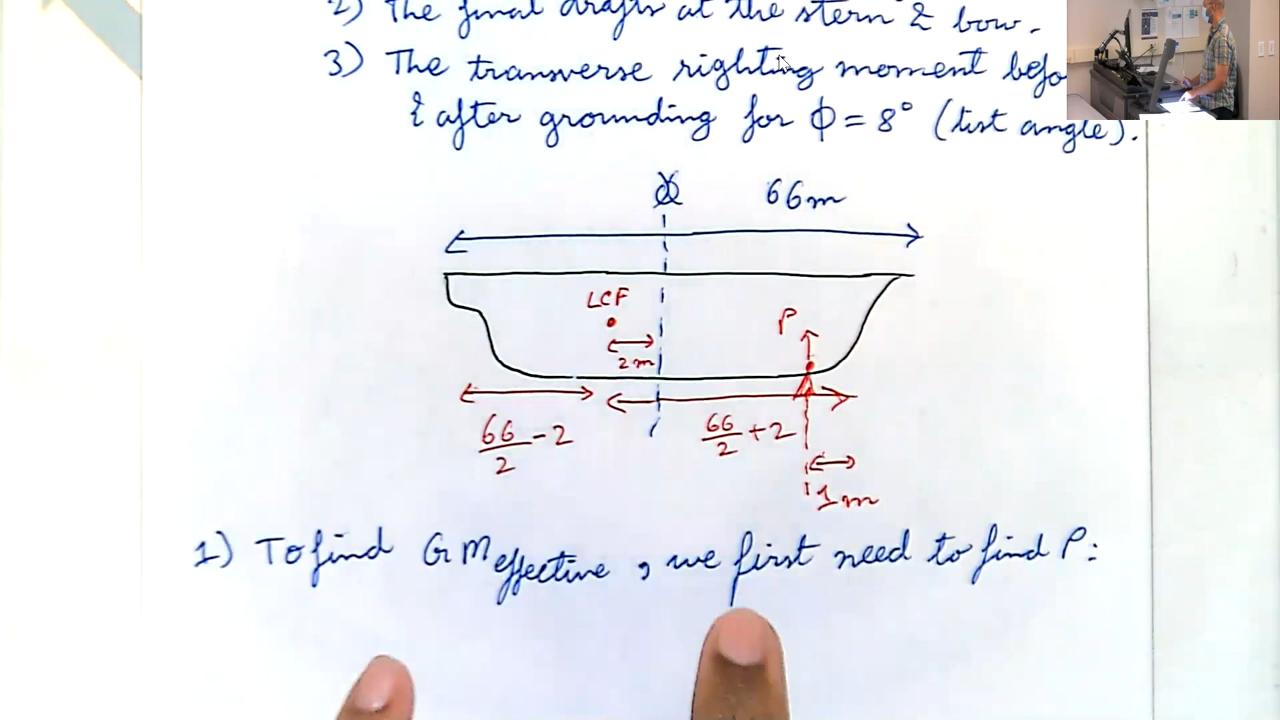 2) The final drafts at the stern & bow.
3) The transverse righting moment befo
& after grounding for ϕ = 8° (list angle).
66m
LCF
P
2m
66/2 - 2
66/2 + 2
1m
1) To find GM effective, we first need to find P: